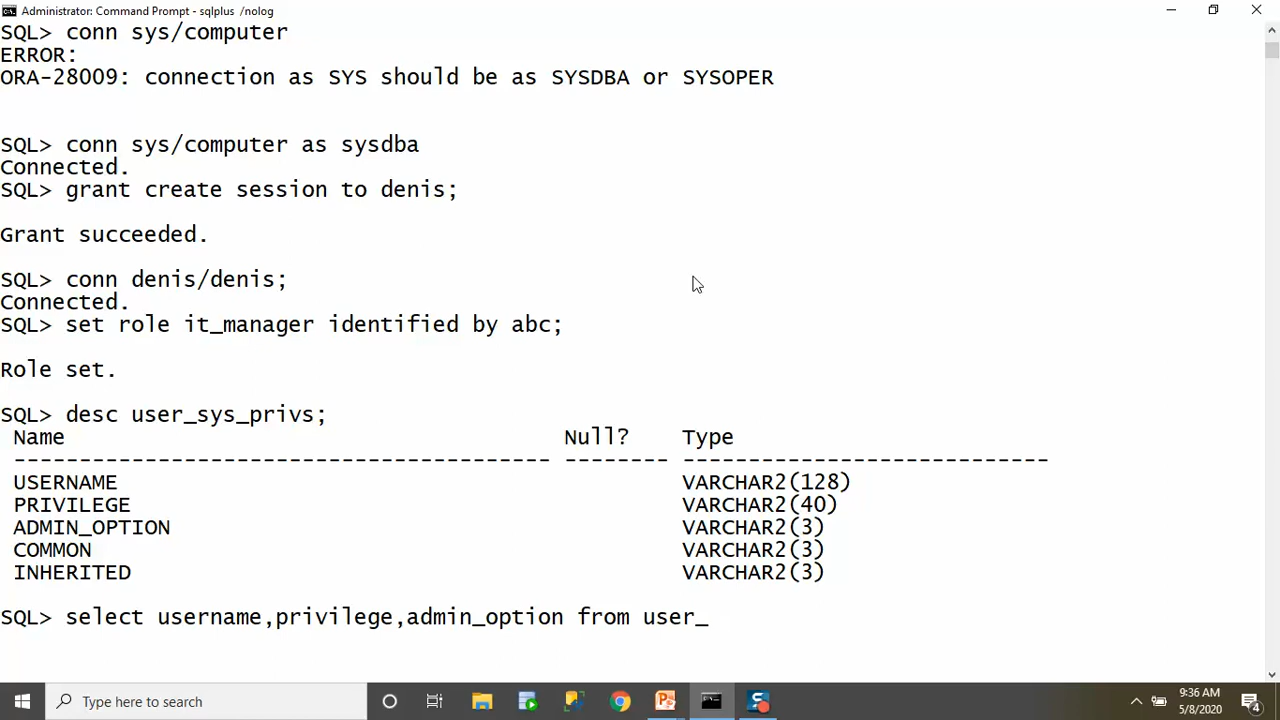 Administrator: Command Prompt - sqlplus /nolog
SQL> conn sys/computer
ERROR:
ORA-28009: connection as SYS should be as SYSDBA or SYSOPER
SQL> conn sys/computer as sysdba
Connected.
SQL> grant create session to denis;
Grant succeeded.
SQL> conn denis/denis;
Connected.
SQL> set role it_manager identified by abc;
Role set.
SQL> desc user_sys_privs;
Name Null? Type
----------------------------------------- -------- ----------------------------
USERNAME VARCHAR2(128)
PRIVILEGE VARCHAR2(40)
ADMIN_OPTION VARCHAR2(3)
COMMON VARCHAR2(3)
INHERITED VARCHAR2(3)
SQL> select username,privilege,admin_option from user_
Type here to search
9:36 AM
5/8/2020
4